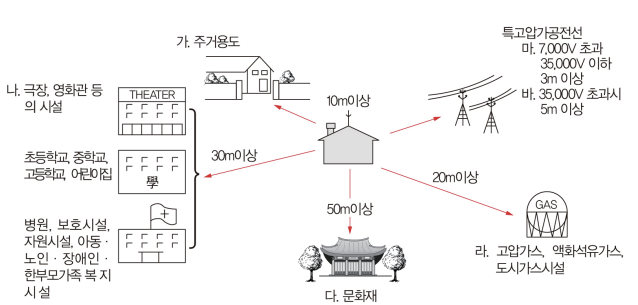 가. 주거용도
나. 극장, 영화관 등
의 시설
THEATER
초등학교, 중학교,
고등학교, 어린이집
學
병원, 보호시설,
자원시설, 아동 ·
노인 · 장애인 ·
한부모가족 복 지
시설
10m이상
30m이상
50m이상
20m이상
특고압가공전선
마. 7,000V 초과
35,000V 이하
3m 이상
바. 35,000V 초과시
5m 이상
GAS
라. 고압가스, 액화석유가스,
도시가스시설
다. 문화재